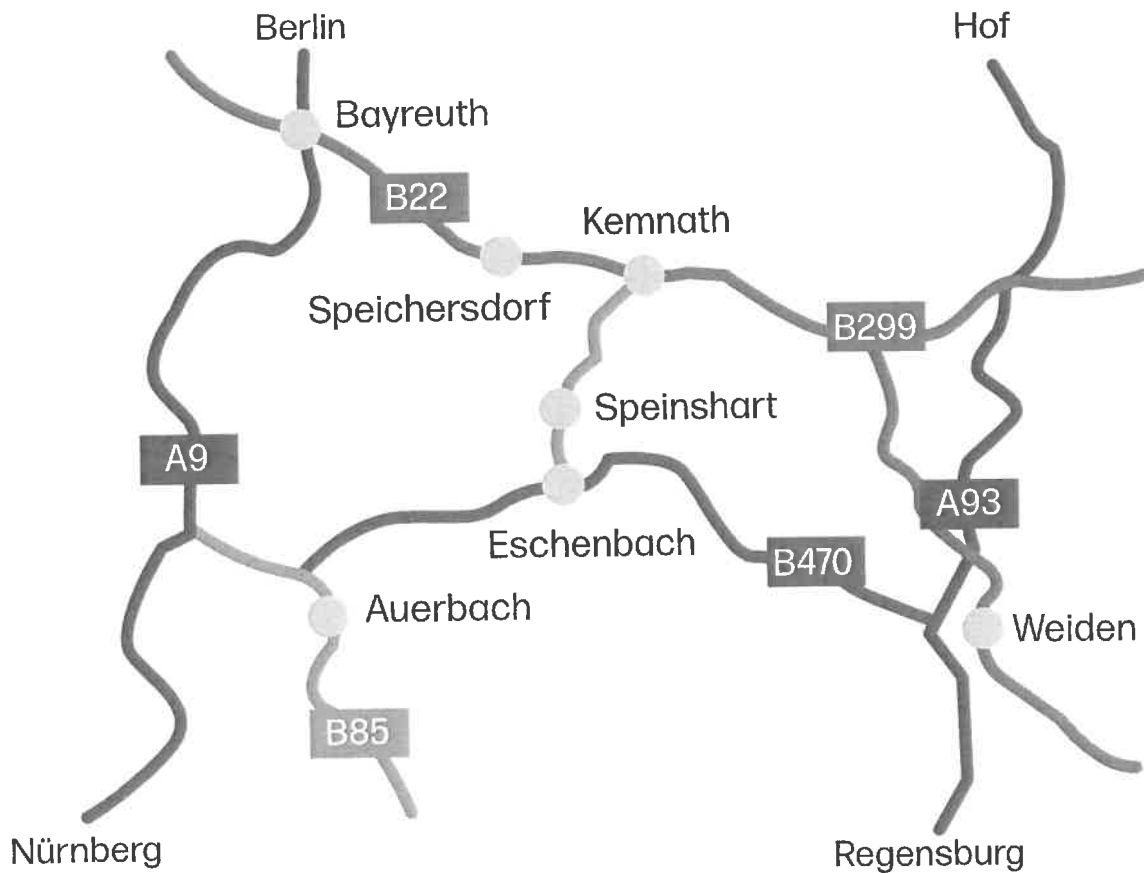 Berlin
Hof
Bayreuth
B22
Kemnath
Speichersdorf
B299
Speinshart
A9
A93
Eschenbach
B470
Auerbach
Weiden
B85
Nürnberg
Regensburg